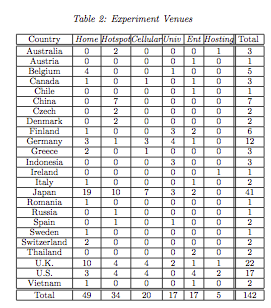 Table 2: Experiment Venues
Country Home Hotspot Cellular Univ Ent Hosting Total
Australia 0 2 0 0 0 1 3
Austria 0 0 0 0 1 0 1
Belgium 4 0 0 1 0 0 5
Canada 1 0 1 0 1 0 3
Chile 0 0 0 0 1 0 1
China 0 7 0 0 0 0 7
Czech 0 2 0 0 0 0 2
Denmark 0 2 0 0 0 0 2
Finland 1 0 0 3 2 0 6
Germany 3 1 3 4 1 0 12
Greece 2 0 1 0 0 0 3
Indonesia 0 0 0 3 0 0 3
Ireland 0 0 0 0 0 1 1
Italy 1 0 0 0 1 0 2
Japan 19 10 7 3 2 0 41
Romania 1 0 0 0 0 0 1
Russia 0 1 0 0 0 0 1
Spain 0 1 0 1 0 0 2
Sweden 1 0 0 0 0 0 1
Switzerland 2 0 0 0 0 0 2
Thailand 0 0 0 0 2 0 2
U.K. 10 4 4 2 1 1 22
U.S. 3 4 4 0 4 2 17
Vietnam 1 0 0 0 1 0 2
Total 49 34 20 17 17 5 142